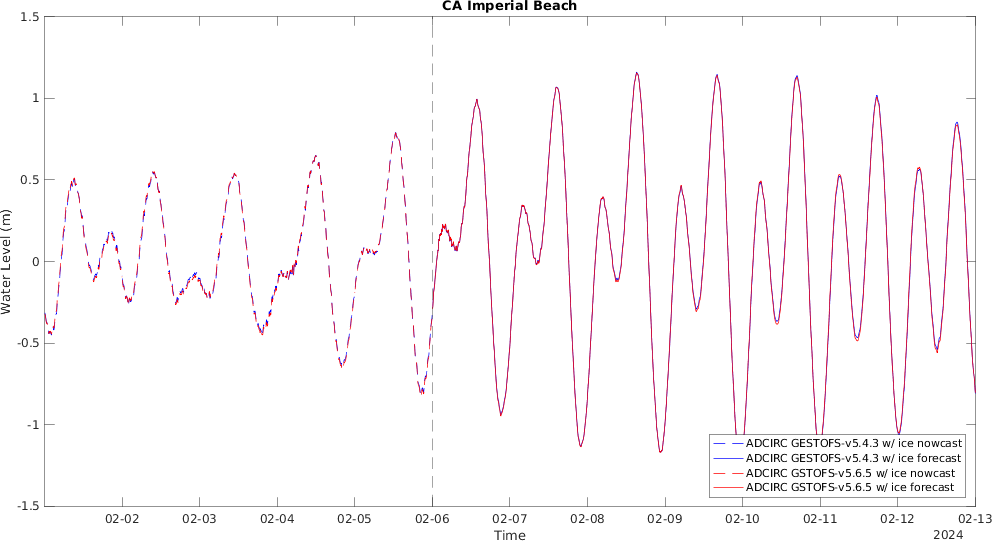 CA Imperial Beach
1.5
1
0.5
0
-0.5
-1
-1.5
Water Level (m)
02-02
02-03
02-04
02-05
02-06
02-07
02-08
02-09
02-10
02-11
02-12
02-13
Time
2024
ADCIRC GESTOFS-v5.4.3 w/ ice nowcast
ADCIRC GESTOFS-v5.4.3 w/ ice forecast
ADCIRC GSTOFS-v5.6.5 w/ ice nowcast
ADCIRC GSTOFS-v5.6.5 w/ ice forecast